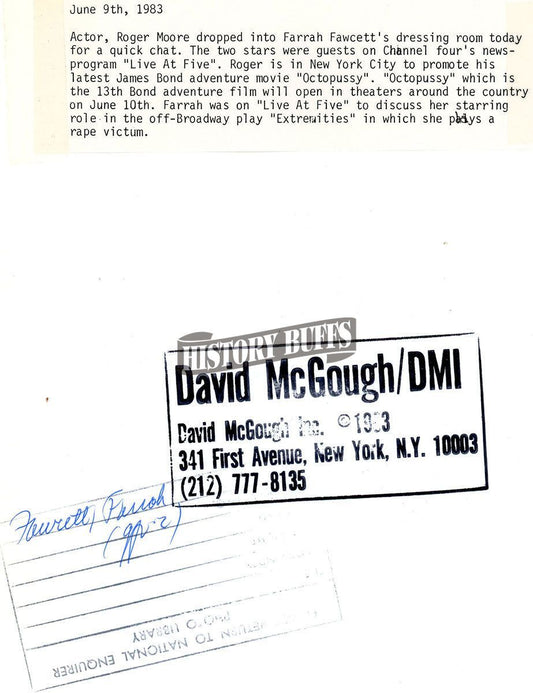 June 9th, 1983
Actor, Roger Moore dropped into Farrah Fawcett's dressing room today
for a quick chat. The two stars were guests on Channel four's news-
program "Live At Five". Roger is in New York City to promote his
latest James Bond adventure movie "Octopussy". "Octopussy" which is
the 13th Bond adventure film will open in theaters around the country
on June 10th. Farrah was on "Live At Five" to discuss her starring
role in the off-Broadway play "Extremities" in which she plays a
rape victum.
HISTORY BUFFS
David McGough/DMI
David McGough Inc. ©1983
341 First Avenue, New York, N.Y. 10003
(212) 777-8135
Fawcett, Farrah
RETURN TO NATIONAL ENQUIRER
PHOTO LIBRARY